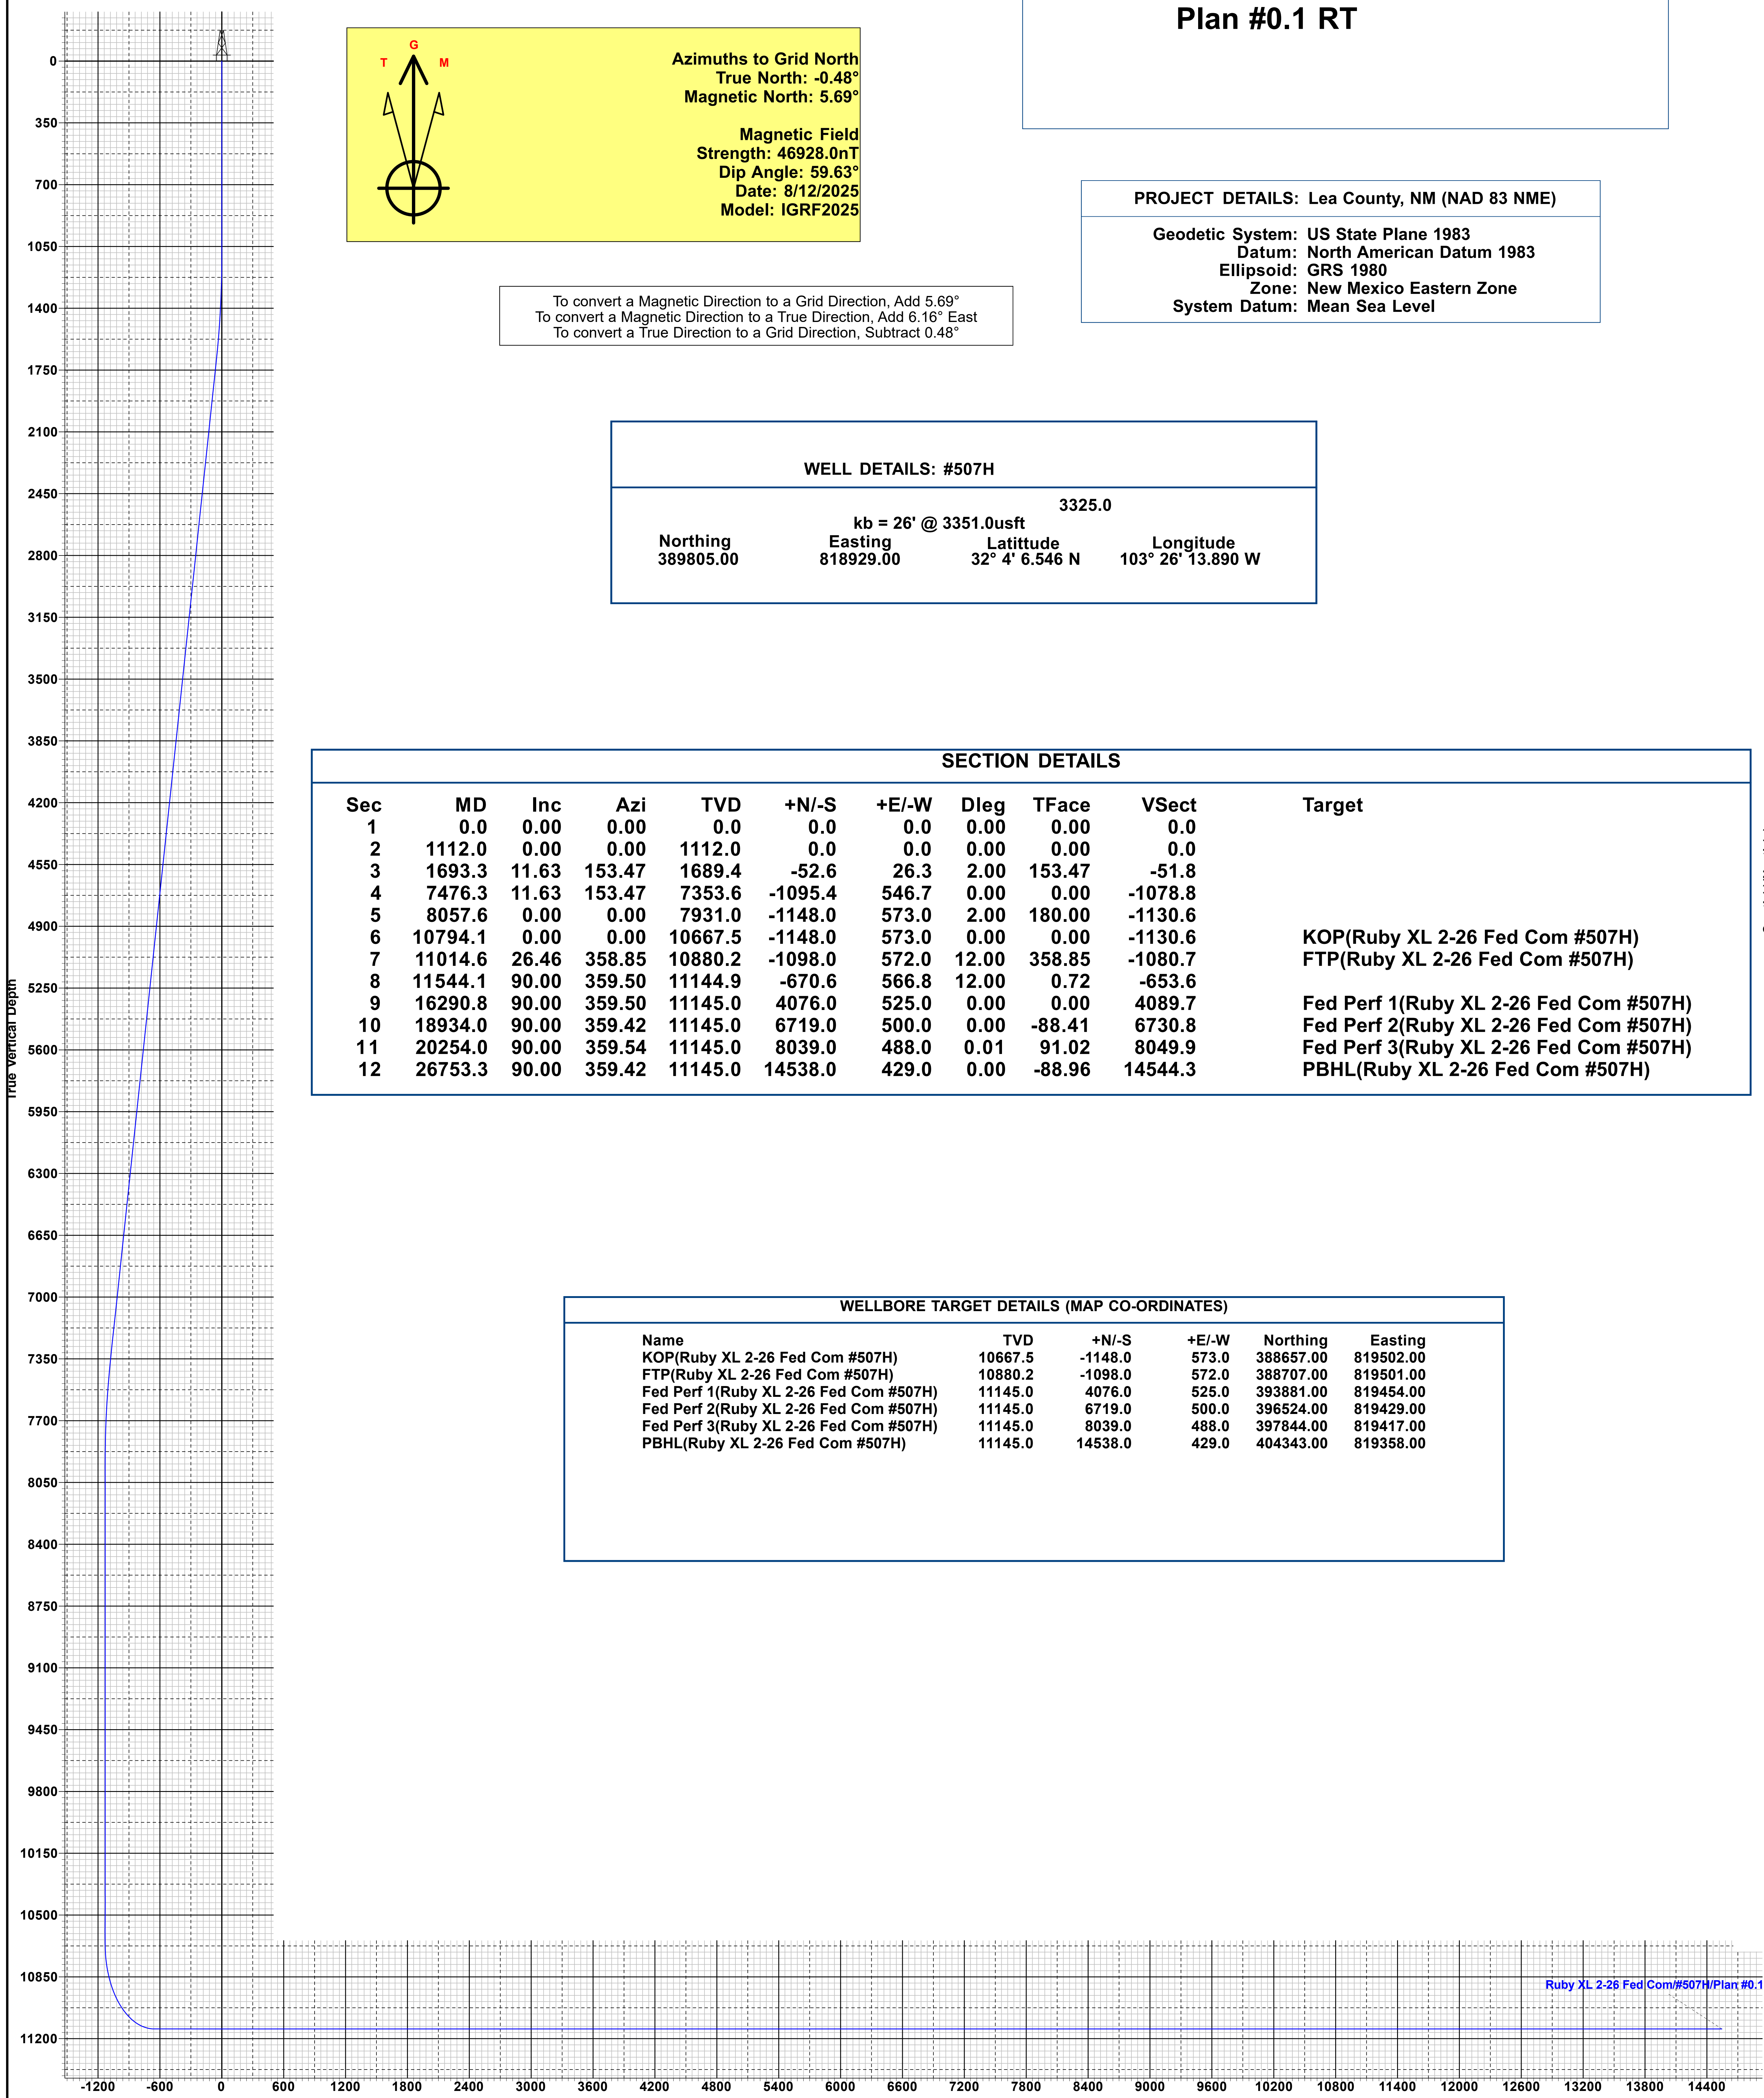 Plan #0.1 RT
G
T M
Azimuths to Grid North
True North: -0.48°
Magnetic North: 5.69°
Magnetic Field
Strength: 46928.0nT
Dip Angle: 59.63°
Date: 8/12/2025
Model: IGRF2025
PROJECT DETAILS: Lea County, NM (NAD 83 NME)
Geodetic System: US State Plane 1983
Datum: North American Datum 1983
Ellipsoid: GRS 1980
Zone: New Mexico Eastern Zone
System Datum: Mean Sea Level
To convert a Magnetic Direction to a Grid Direction, Add 5.69°
To convert a Magnetic Direction to a True Direction, Add 6.16° East
To convert a True Direction to a Grid Direction, Subtract 0.48°
WELL DETAILS: #507H
3325.0
kb = 26' @ 3351.0usft
Northing Easting Latittude Longitude
389805.00 818929.00 32° 4' 6.546 N 103° 26' 13.890 W
SECTION DETAILS
Sec MD Inc Azi TVD +N/-S +E/-W Dleg TFace VSect Target
1 0.0 0.00 0.00 0.0 0.0 0.0 0.00 0.00 0.0
2 1112.0 0.00 0.00 1112.0 0.0 0.0 0.00 0.00 0.0
3 1693.3 11.63 153.47 1689.4 -52.6 26.3 2.00 153.47 -51.8
4 7476.3 11.63 153.47 7353.6 -1095.4 546.7 0.00 0.00 -1078.8
5 8057.6 0.00 0.00 7931.0 -1148.0 573.0 2.00 180.00 -1130.6
6 10794.1 0.00 0.00 10667.5 -1148.0 573.0 0.00 0.00 -1130.6 KOP(Ruby XL 2-26 Fed Com #507H)
7 11014.6 26.46 358.85 10880.2 -1098.0 572.0 12.00 358.85 -1080.7 FTP(Ruby XL 2-26 Fed Com #507H)
8 11544.1 90.00 359.50 11144.9 -670.6 566.8 12.00 0.72 -653.6
9 16290.8 90.00 359.50 11145.0 4076.0 525.0 0.00 0.00 4089.7 Fed Perf 1(Ruby XL 2-26 Fed Com #507H)
10 18934.0 90.00 359.42 11145.0 6719.0 500.0 0.00 -88.41 6730.8 Fed Perf 2(Ruby XL 2-26 Fed Com #507H)
11 20254.0 90.00 359.54 11145.0 8039.0 488.0 0.01 91.02 8049.9 Fed Perf 3(Ruby XL 2-26 Fed Com #507H)
12 26753.3 90.00 359.42 11145.0 14538.0 429.0 0.00 -88.96 14544.3 PBHL(Ruby XL 2-26 Fed Com #507H)
WELLBORE TARGET DETAILS (MAP CO-ORDINATES)
Name TVD +N/-S +E/-W Northing Easting
KOP(Ruby XL 2-26 Fed Com #507H) 10667.5 -1148.0 573.0 388657.00 819502.00
FTP(Ruby XL 2-26 Fed Com #507H) 10880.2 -1098.0 572.0 388707.00 819501.00
Fed Perf 1(Ruby XL 2-26 Fed Com #507H) 11145.0 4076.0 525.0 393881.00 819454.00
Fed Perf 2(Ruby XL 2-26 Fed Com #507H) 11145.0 6719.0 500.0 396524.00 819429.00
Fed Perf 3(Ruby XL 2-26 Fed Com #507H) 11145.0 8039.0 488.0 397844.00 819417.00
PBHL(Ruby XL 2-26 Fed Com #507H) 11145.0 14538.0 429.0 404343.00 819358.00
True Vertical Depth
0
350
700
1050
1400
1750
2100
2450
2800
3150
3500
3850
4200
4550
4900
5250
5600
5950
6300
6650
7000
7350
7700
8050
8400
8750
9100
9450
9800
10150
10500
10850
11200
Ruby XL 2-26 Fed Com/#507H/Plan #0.1
-1200 -600 0 600 1200 1800 2400 3000 3600 4200 4800 5400 6000 6600 7200 7800 8400 9000 9600 10200 10800 11400 12000 12600 13200 13800 14400